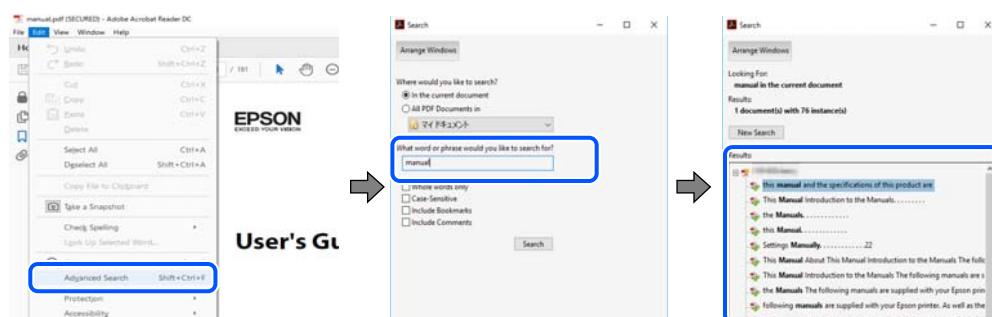 manual.pdf (SECURED) - Adobe Acrobat Reader DC
File Edit View Window Help
Undo Ctrl+Z
Redo Shift+Ctrl+Z
Cut Ctrl+X
Copy Ctrl+C
Paste Ctrl+V
Delete
Select All Ctrl+A
Deselect All Shift+Ctrl+A
Copy File to Clipboard
Take a Snapshot
Check Spelling
Look Up Selected Word...
Advanced Search Shift+Ctrl+F
Protection
Accessibility
/ 181
EPSON
EXCEED YOUR VISION
User's Gu
Search
Arrange Windows
Where would you like to search?
In the current document
All PDF Documents in
マイ ドキュメント
What word or phrase would you like to search for?
manual
Whole words only
Case-Sensitive
Include Bookmarks
Include Comments
Search
Search
Arrange Windows
Looking For:
manual in the current document
Results:
1 document(s) with 76 instance(s)
New Search
Results:
this manual and the specifications of this product are
This Manual Introduction to the Manuals. . . . . . . .
the Manuals. . . . . . . . . . . . .
this Manual. . . . . . . . . . . . .
Settings Manually. . . . . . . . . . . . .22
This Manual About This Manual Introduction to the Manuals The follo
This Manual Introduction to the Manuals The following manuals are s
the Manuals The following manuals are supplied with your Epson prin
following manuals are supplied with your Epson printer. As well as the